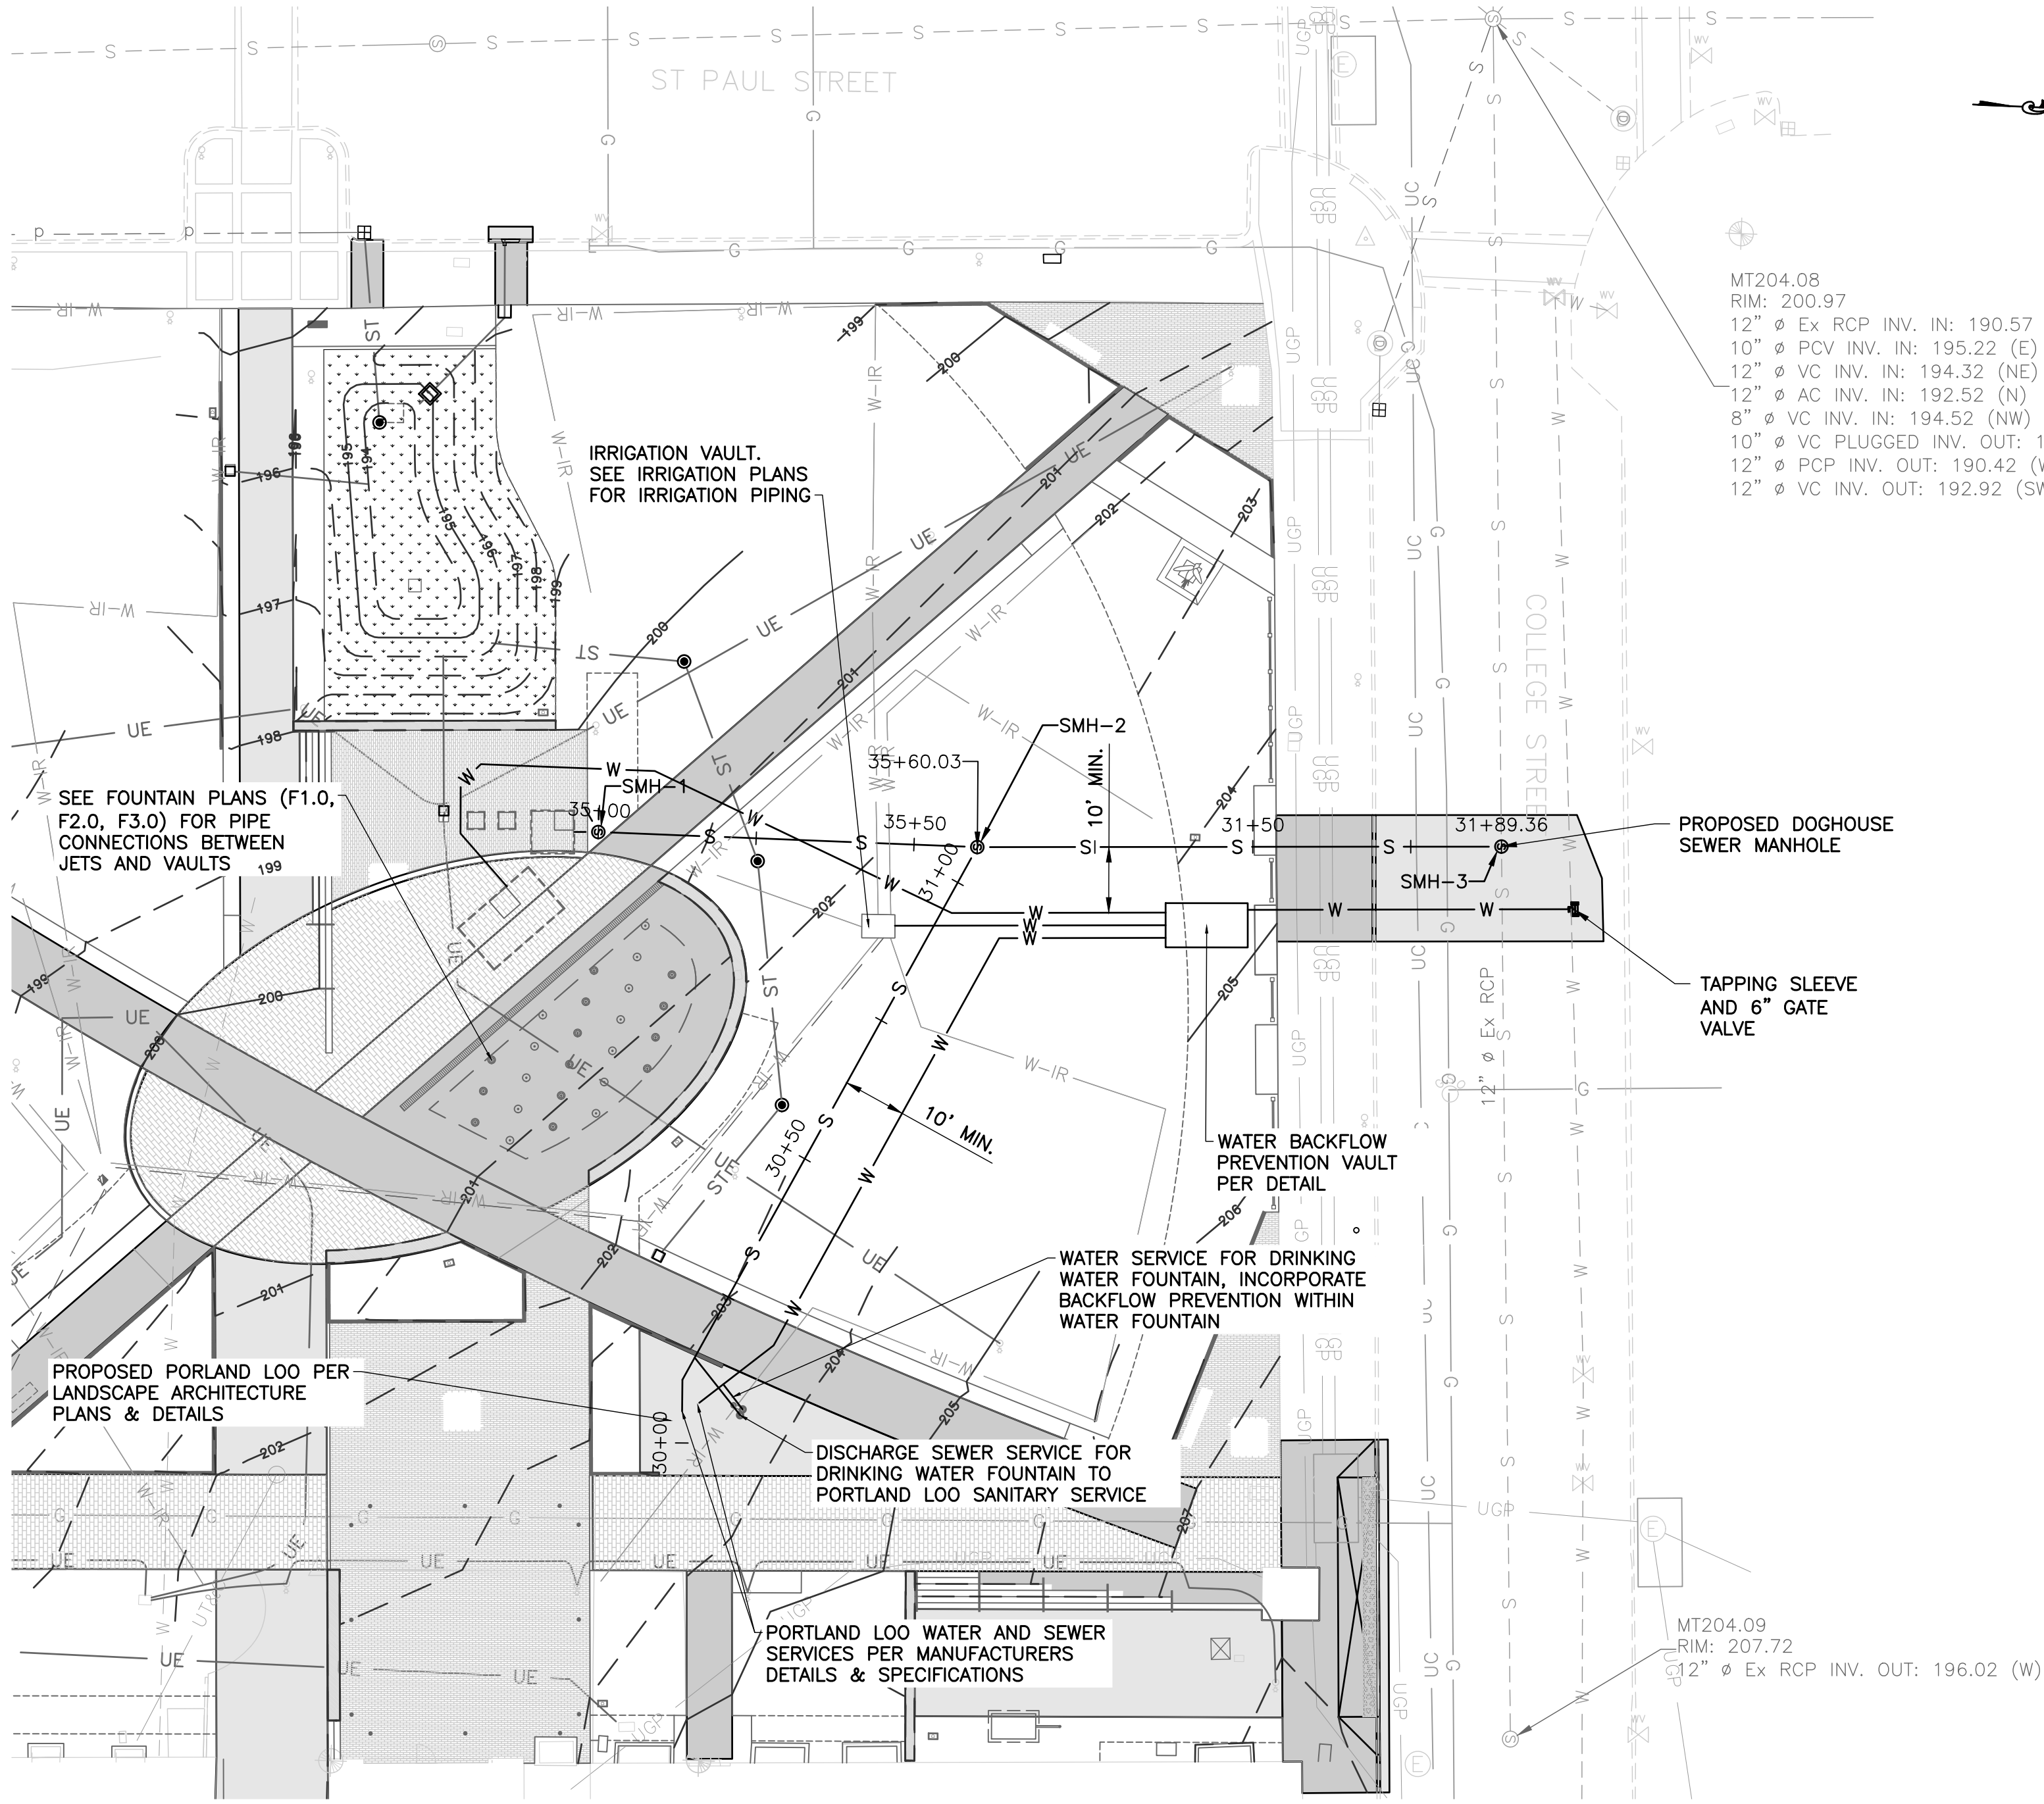 ST PAUL STREET
MT204.08
RIM: 200.97
12" ø Ex RCP INV. IN: 190.57
10" ø PCV INV. IN: 195.22 (E)
12" ø VC INV. IN: 194.32 (NE)
12" ø AC INV. IN: 192.52 (N)
8" ø VC INV. IN: 194.52 (NW)
10" ø VC PLUGGED INV. OUT: 1
12" ø PCP INV. OUT: 190.42 (W
12" ø VC INV. OUT: 192.92 (SW
IRRIGATION VAULT.
SEE IRRIGATION PLANS
FOR IRRIGATION PIPING
COLLEGE STREET
SMH-2
35+60.03
10' MIN.
SMH-1
35+00
35+50
31+00
31+50
31+89.36
PROPOSED DOGHOUSE
SEWER MANHOLE
SMH-3
SEE FOUNTAIN PLANS (F1.0,
F2.0, F3.0) FOR PIPE
CONNECTIONS BETWEEN
JETS AND VAULTS
TAPPING SLEEVE
AND 6" GATE
VALVE
12" ø Ex RCP
10' MIN.
30+50
WATER BACKFLOW
PREVENTION VAULT
PER DETAIL
WATER SERVICE FOR DRINKING
WATER FOUNTAIN, INCORPORATE
BACKFLOW PREVENTION WITHIN
WATER FOUNTAIN
PROPOSED PORLAND LOO PER
LANDSCAPE ARCHITECTURE
PLANS & DETAILS
30+00
DISCHARGE SEWER SERVICE FOR
DRINKING WATER FOUNTAIN TO
PORTLAND LOO SANITARY SERVICE
PORTLAND LOO WATER AND SEWER
SERVICES PER MANUFACTURERS
DETAILS & SPECIFICATIONS
MT204.09
RIM: 207.72
12" ø Ex RCP INV. OUT: 196.02 (W)